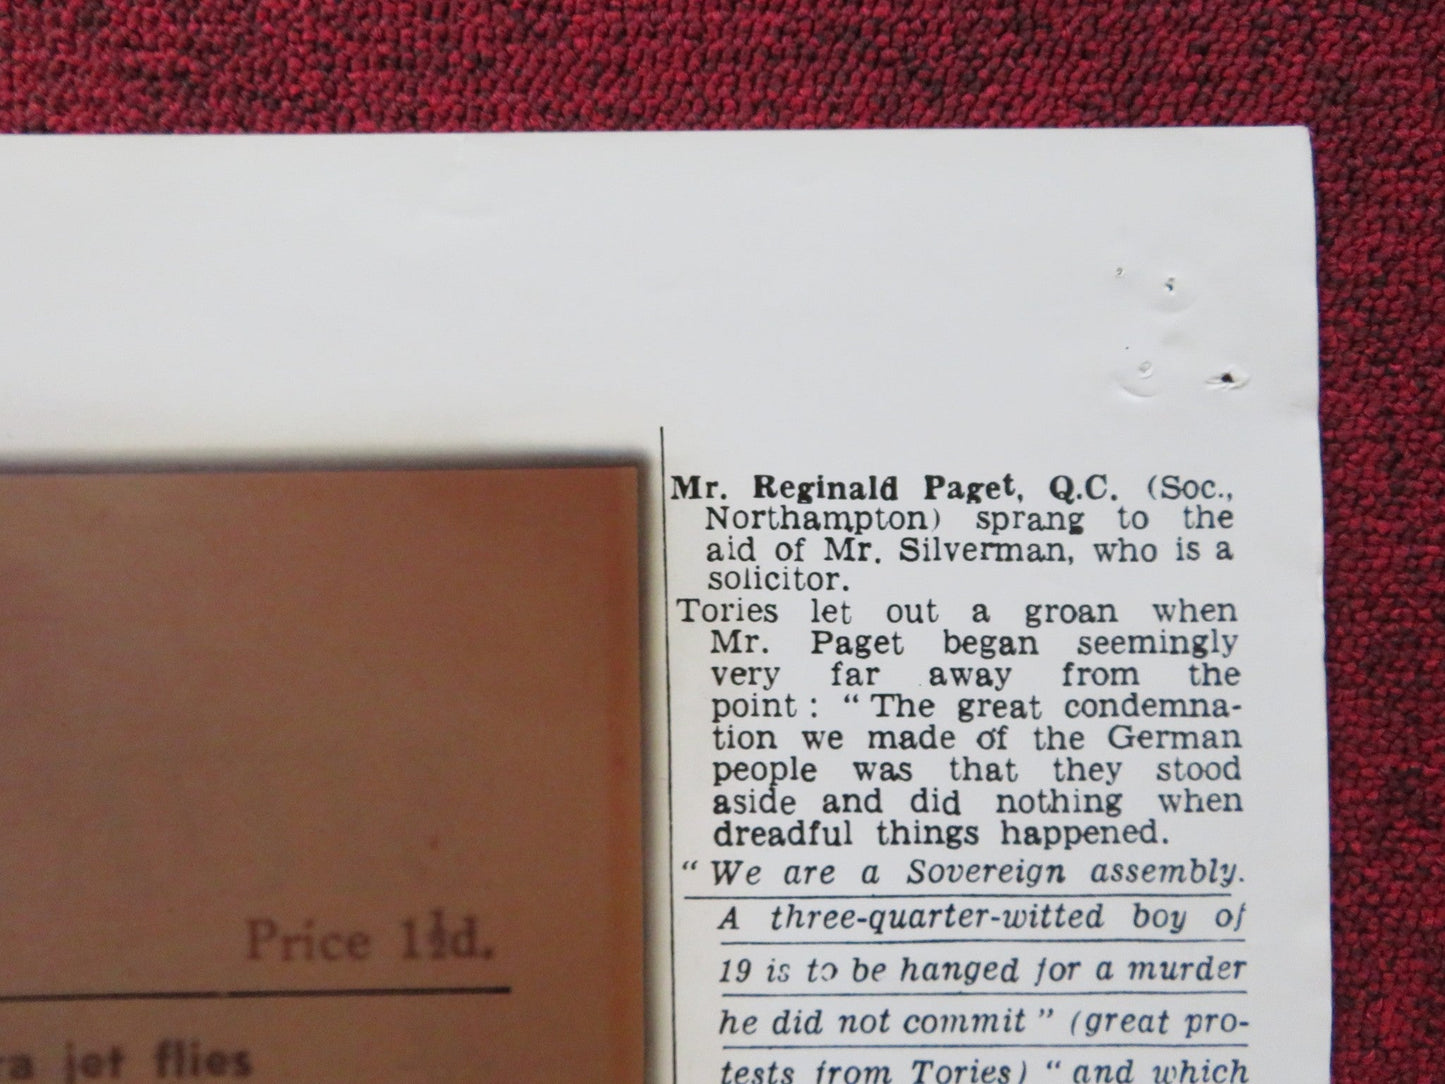 Mr. Reginald Paget, Q.C. (Soc.,
Northampton) sprang to the
aid of Mr. Silverman, who is a
solicitor.
Tories let out a groan when
Mr. Paget began seemingly
very far away from the
point: “The great condemna-
tion we made of the German
people was that they stood
aside and did nothing when
dreadful things happened.
“We are a Sovereign assembly.
A three-quarter-witted boy of
19 is to be hanged for a murder
he did not commit” (great pro-
tests from Tories) “and which
Price 1½d.
ra jet flies